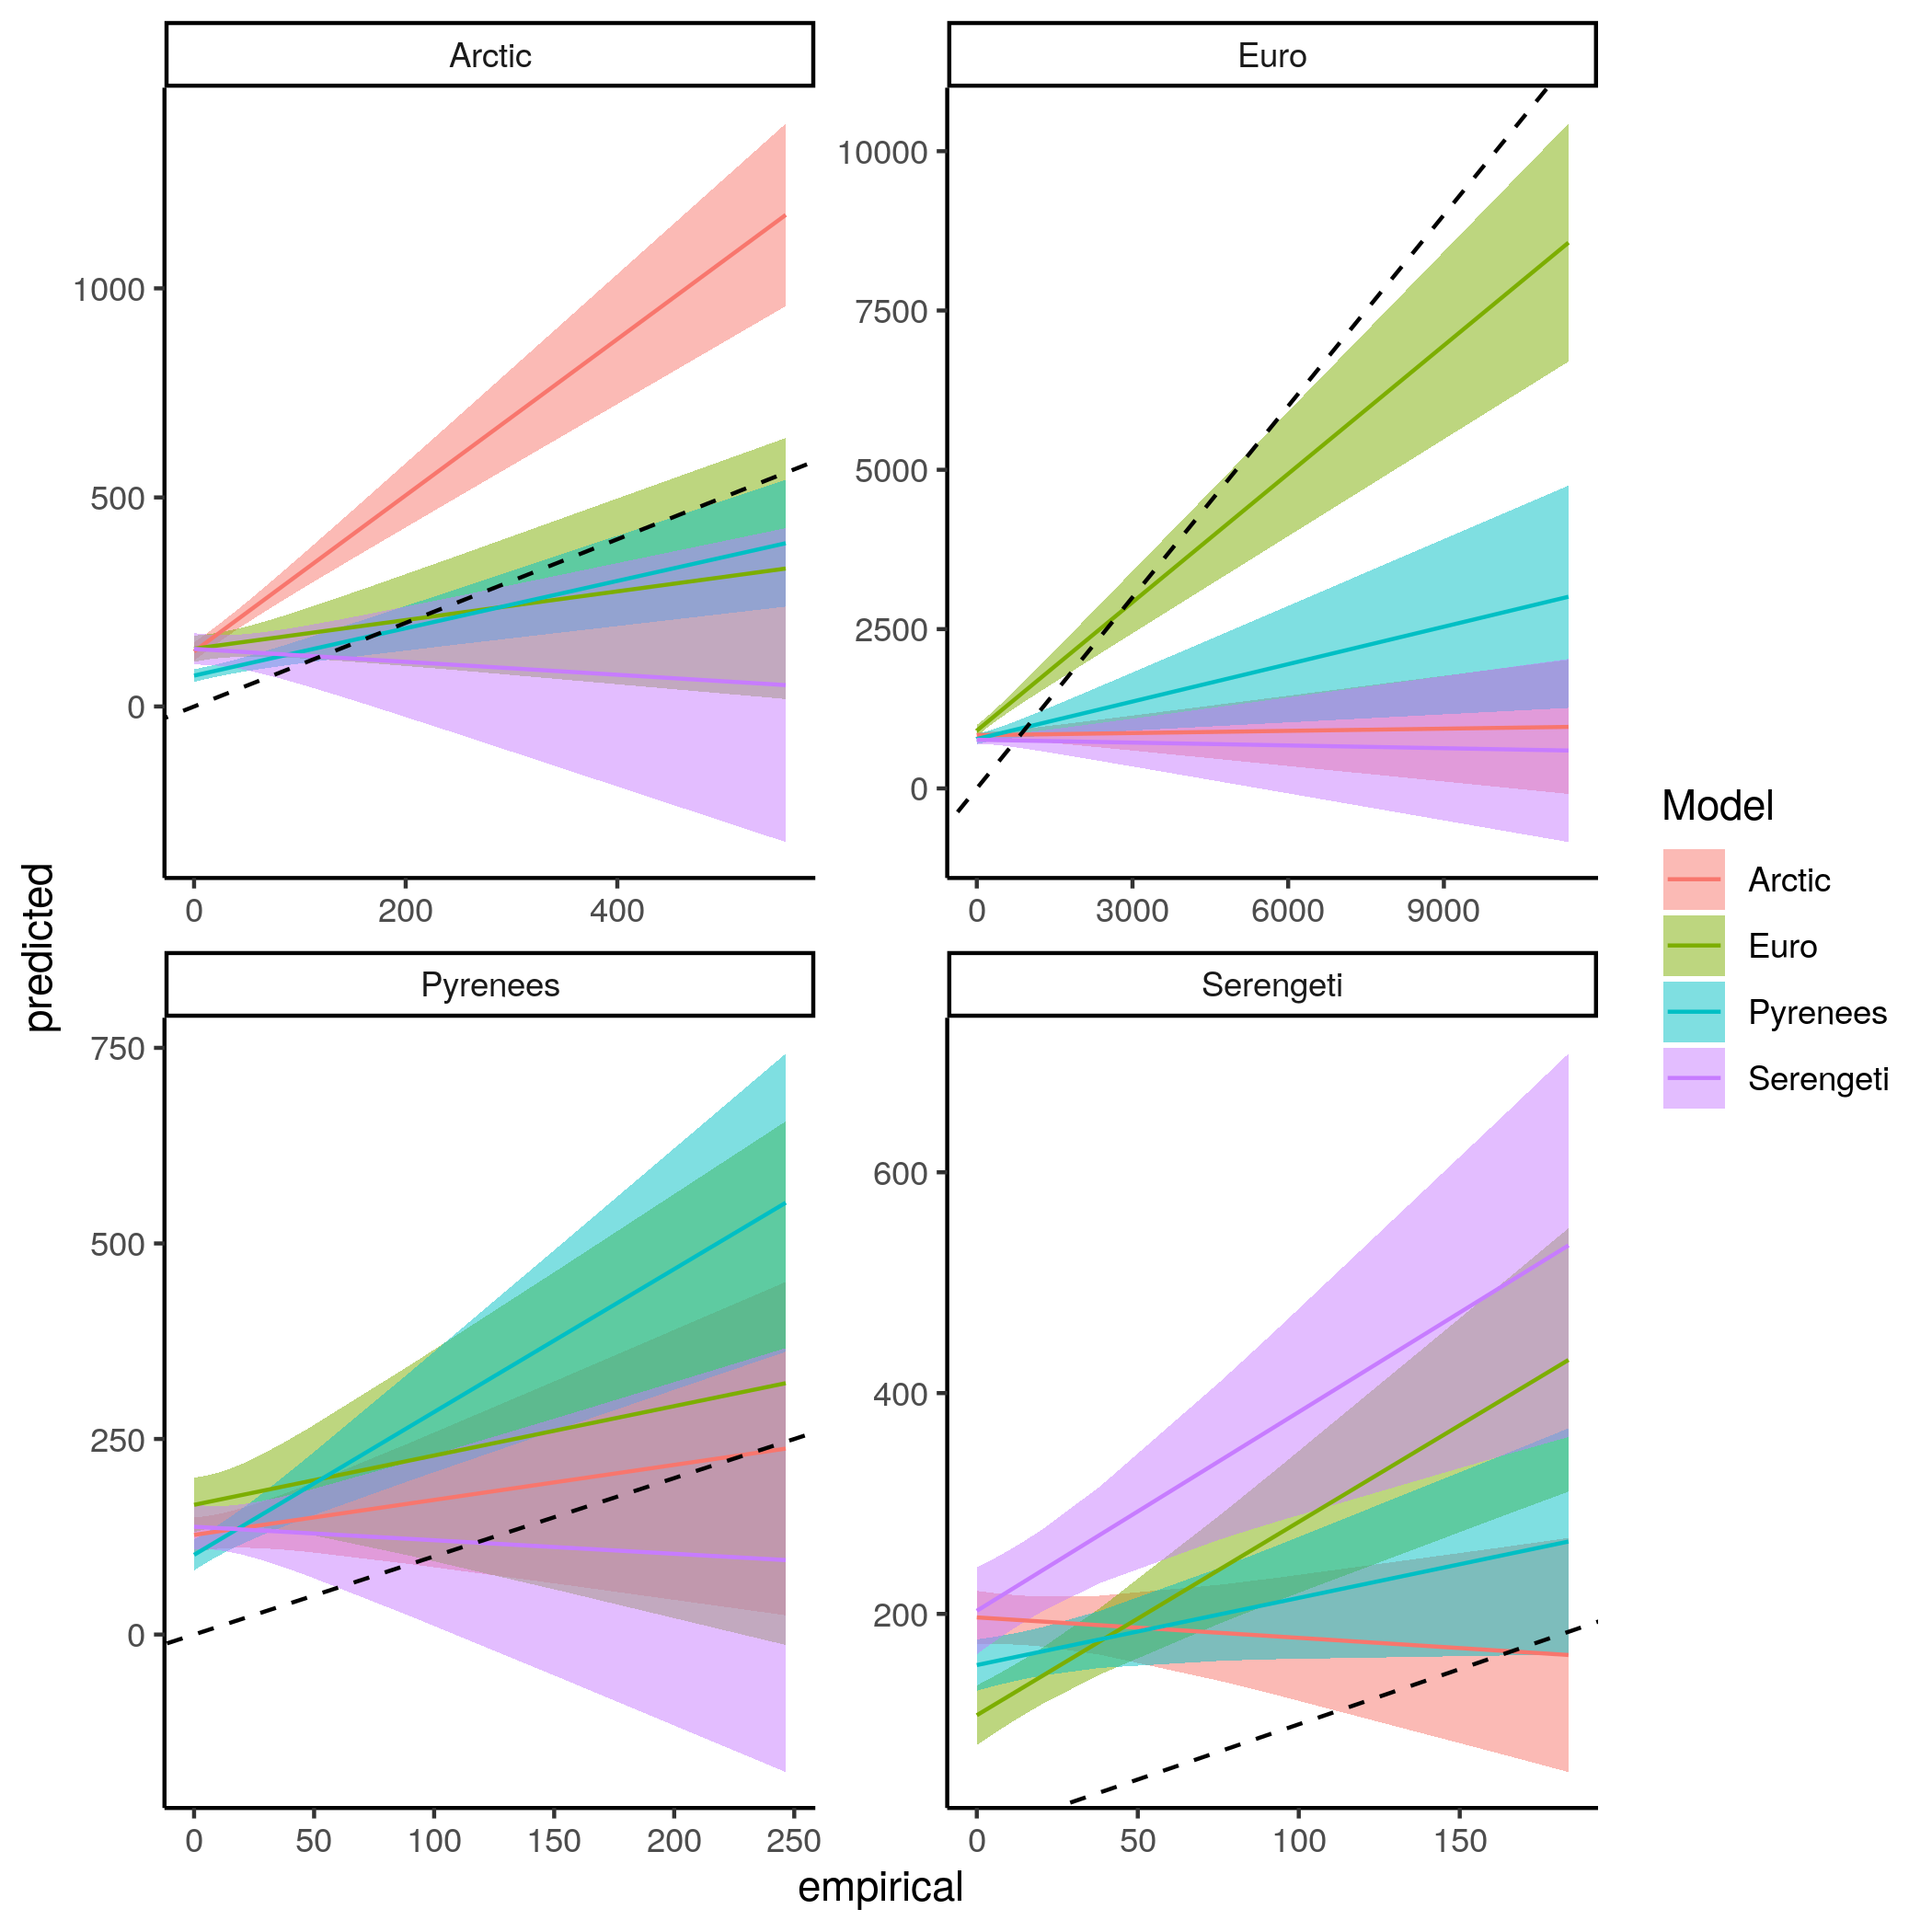 Arctic
Euro
1000
500
0
10000
7500
5000
2500
0
0 200 400
0 3000 6000 9000
predicted
Pyrenees
Serengeti
750
500
250
0
600
400
200
0 50 100 150 200 250
0 50 100 150
empirical
Model
Arctic
Euro
Pyrenees
Serengeti